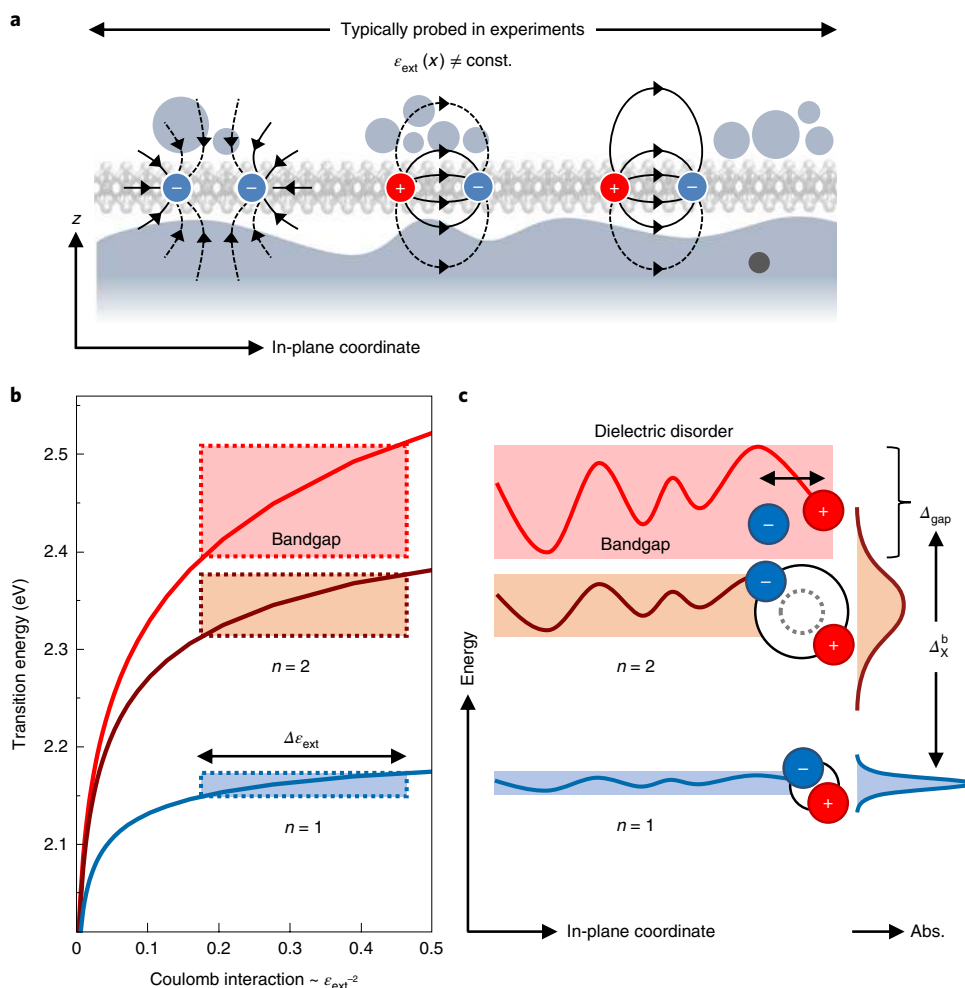 a
Typically probed in experiments
εext (x) ≠ const.
− − + − + −
z
In-plane coordinate
b
Transition energy (eV)
2.5
2.4
2.3
2.2
2.1
Bandgap
n = 2
Δεext
n = 1
0 0.1 0.2 0.3 0.4 0.5
Coulomb interaction ~ εext⁻²
c
Dielectric disorder
Bandgap
− +
Δgap
− +
n = 2
ΔXᵇ
Energy
− +
n = 1
In-plane coordinate
Abs.